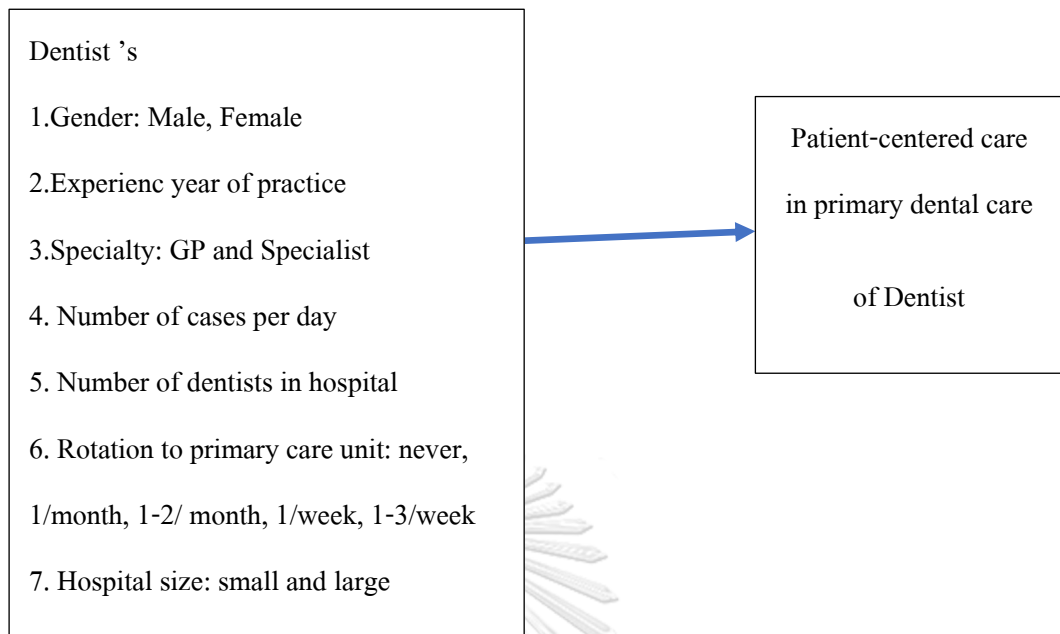 Dentist ’s
1.Gender: Male, Female
2.Experienc year of practice
3.Specialty: GP and Specialist
4. Number of cases per day
5. Number of dentists in hospital
6. Rotation to primary care unit: never,
1/month, 1-2/ month, 1/week, 1-3/week
7. Hospital size: small and large
Patient-centered care
in primary dental care
of Dentist